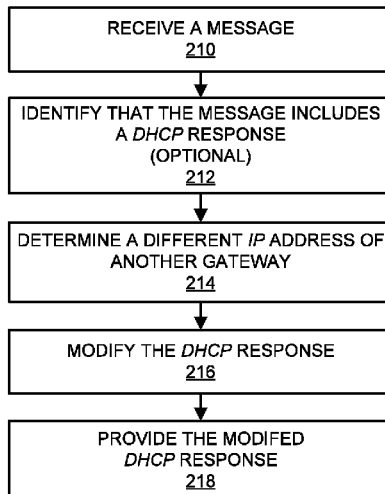 RECEIVE A MESSAGE
210
IDENTIFY THAT THE MESSAGE INCLUDES
A DHCP RESPONSE
(OPTIONAL)
212
DETERMINE A DIFFERENT IP ADDRESS OF
ANOTHER GATEWAY
214
MODIFY THE DHCP RESPONSE
216
PROVIDE THE MODIFED
DHCP RESPONSE
218